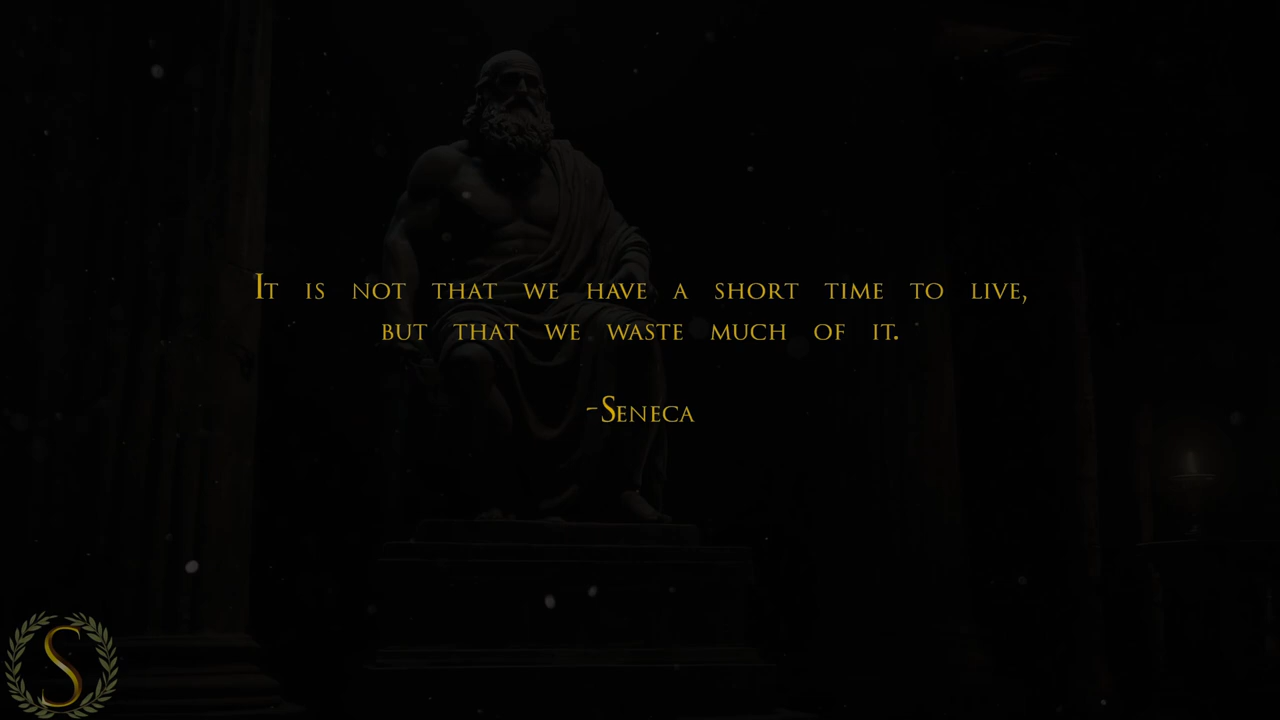 It is not that we have a short time to live,
but that we waste much of it.
-Seneca
S